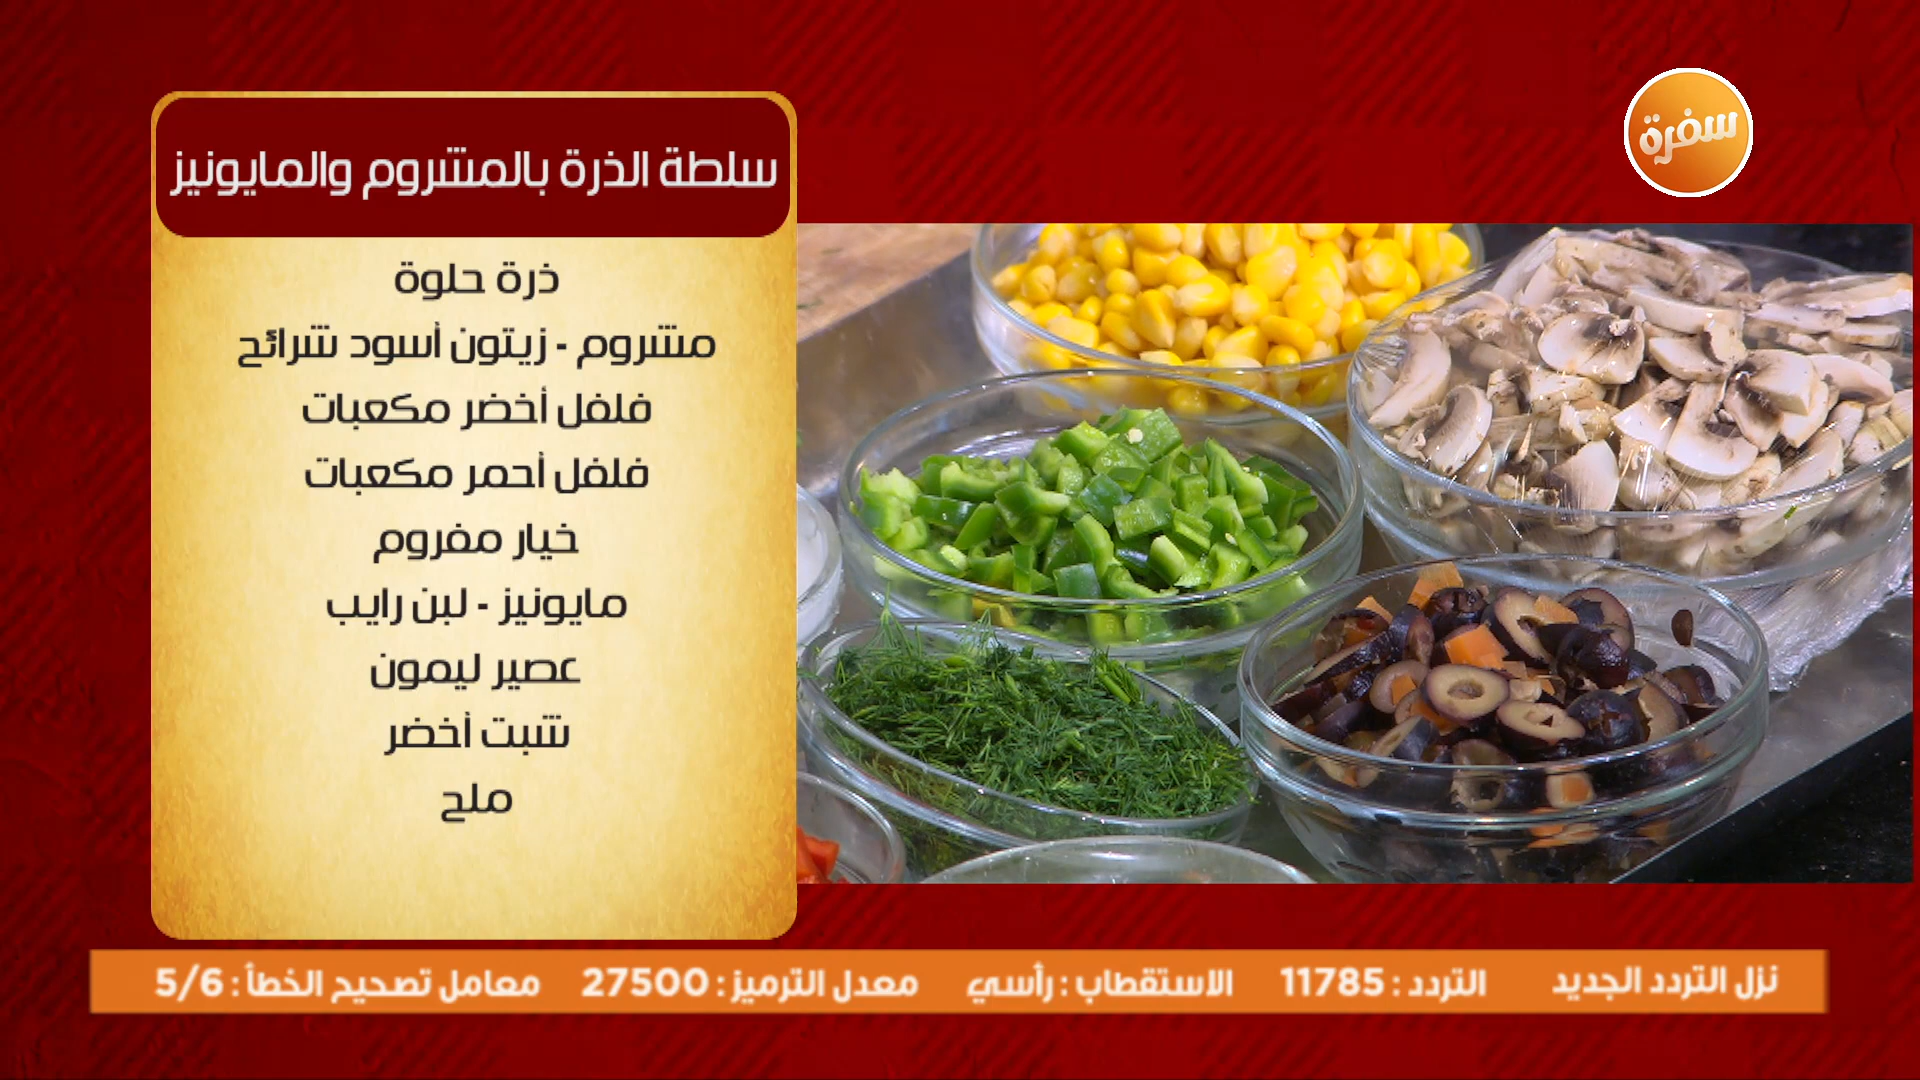 سفرة
سلطة الذرة بالمشروم والمايونيز
ذرة حلوة
مشروم - زيتون أسود شرائح
فلفل أخضر مكعبات
فلفل أحمر مكعبات
خيار مفروم
مايونيز - لبن رايب
عصير ليمون
شبت أخضر
ملح
نزل التردد الجديد التردد : 11785 الاستقطاب : رأسي معدل الترميز : 27500 معامل تصحيح الخطأ : 5/6